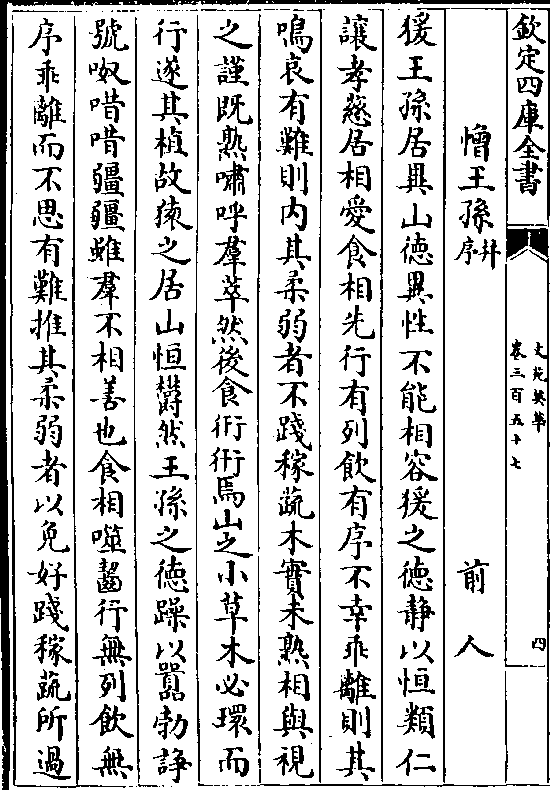 欽定四庫全書
文苑英華
卷三百五十七
四
憎王孫并序
前人
猨王孫居異山徳異性不能相容猨之徳静以恒類仁
讓孝慈居相愛食相先行有列飲有序不幸乖離則其
鳴哀有難則内其柔弱者不踐稼蔬木實未熟相與視
之謹既熟嘯呼羣萃然後食衎衎焉山之小草木必環而
行遂其植故猿之居山恒欝然王孫之徳躁以嚣勃諍
號呶唶唶彊彊雖羣不相善也食相噬齧行無列飲無
序乖離而不思有難推其柔弱者以免好踐稼蔬所過